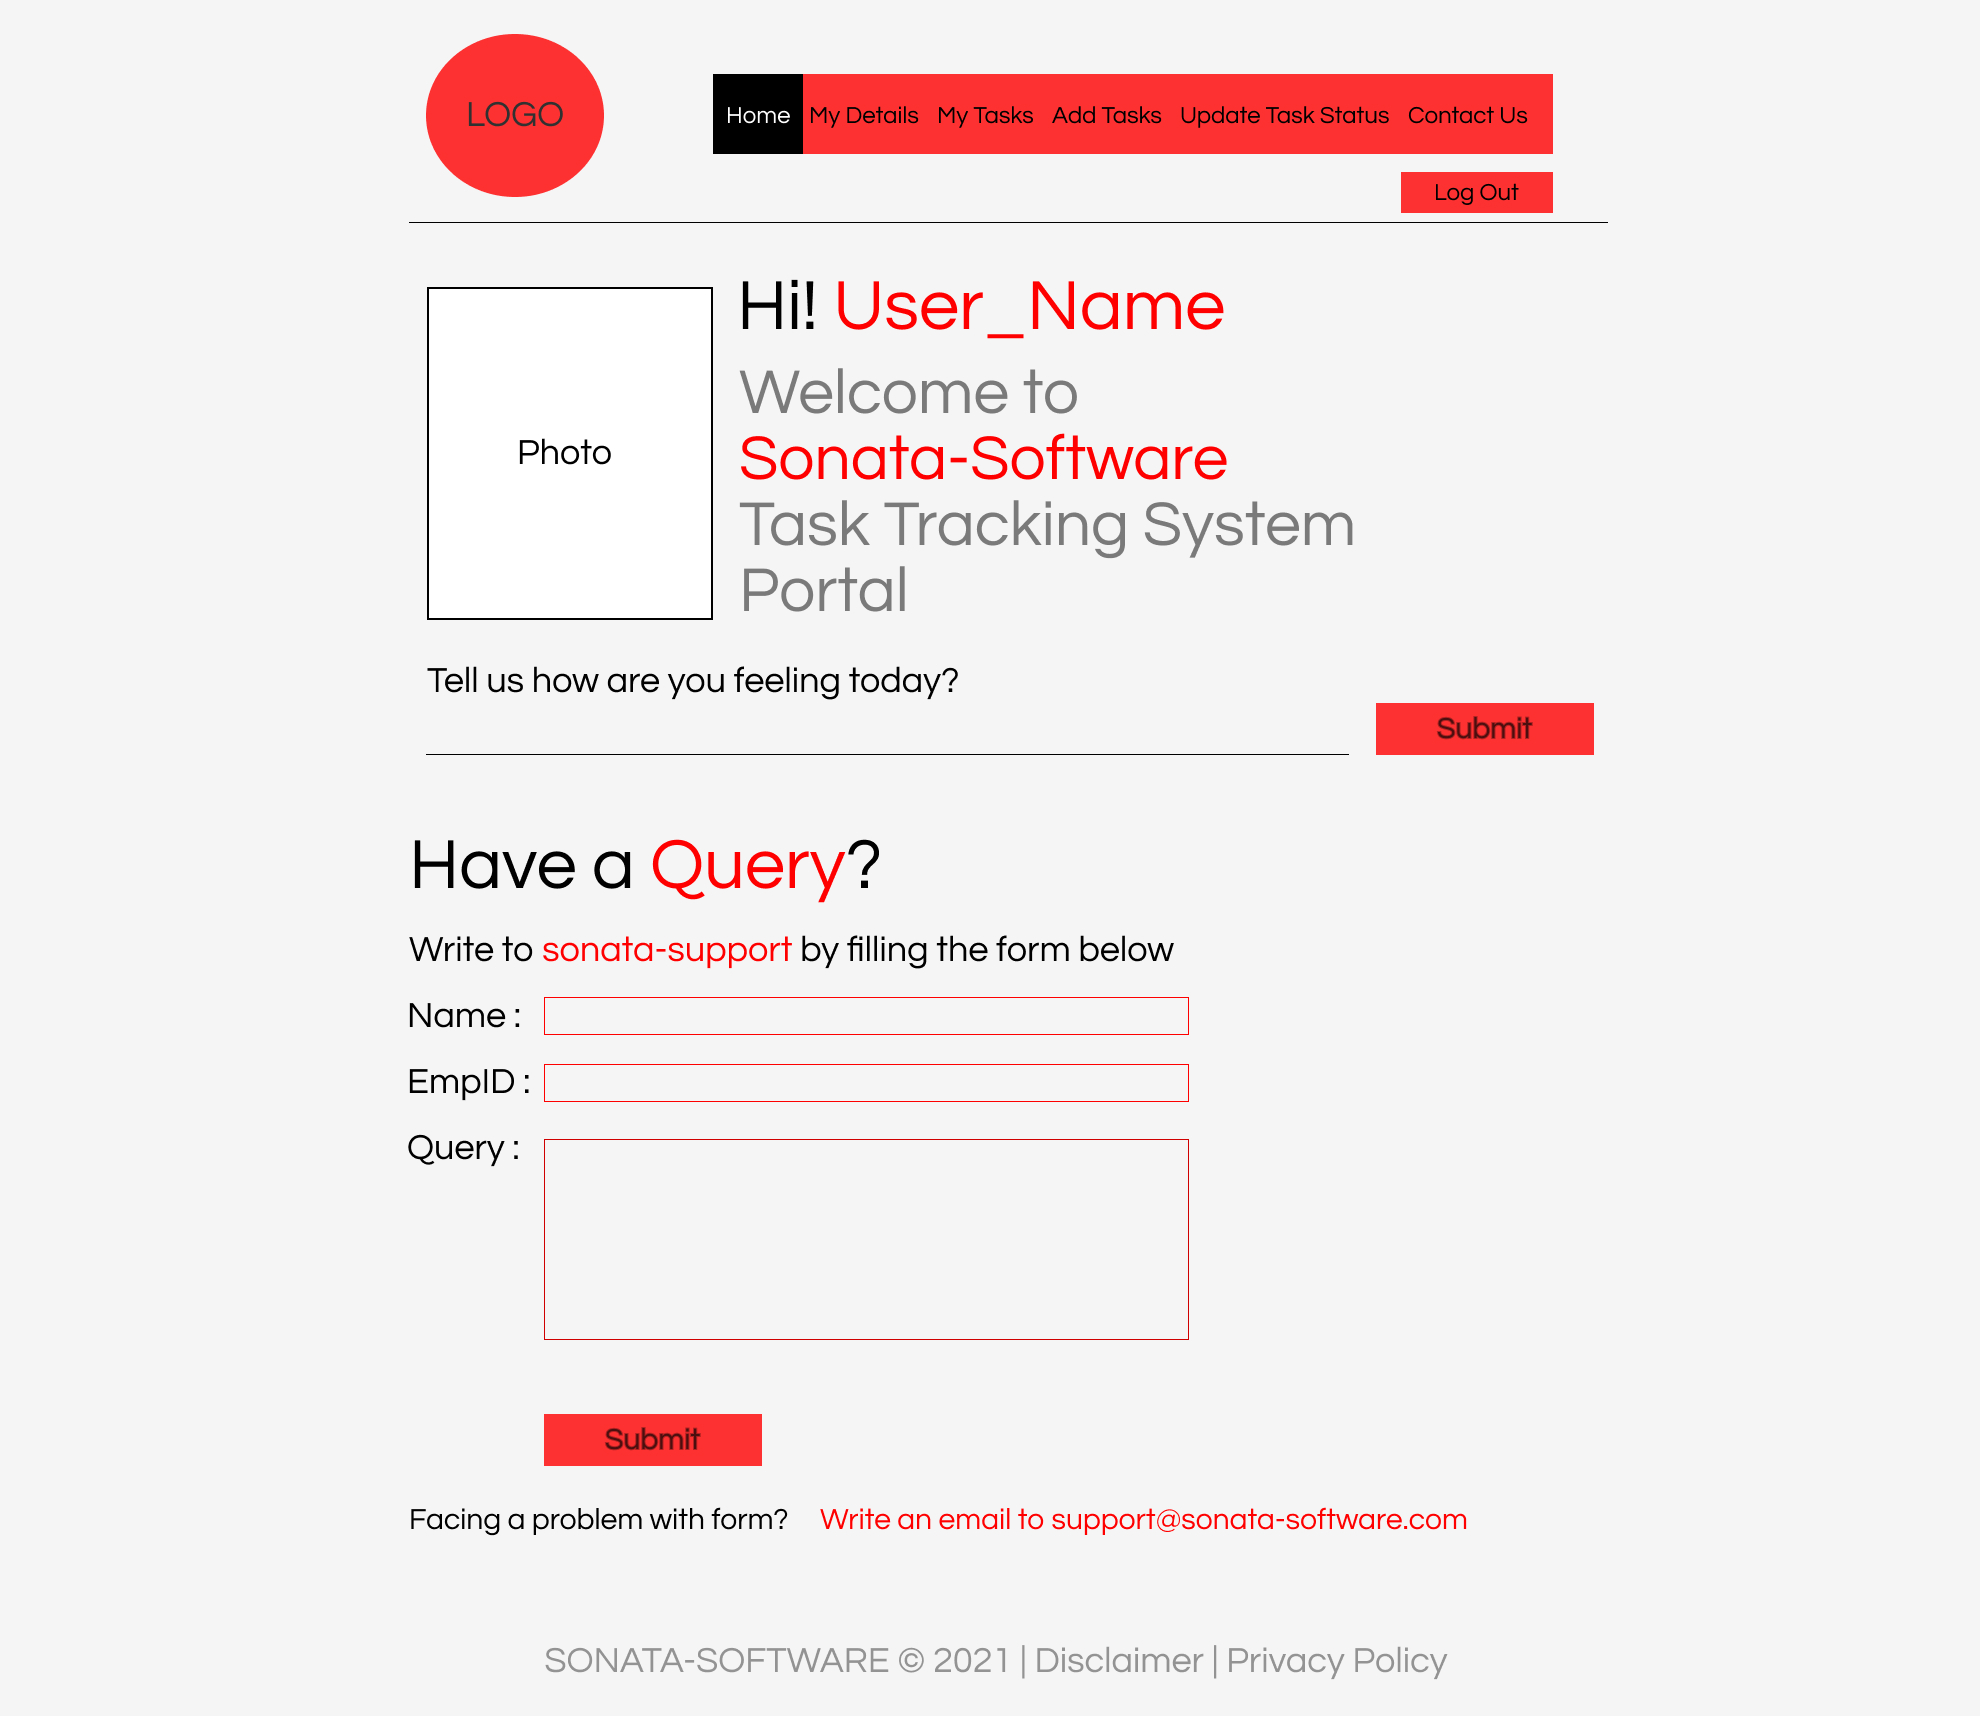 LOGO
Home My Details My Tasks Add Tasks Update Task Status Contact Us
Log Out
Hi! User_Name
Welcome to
Sonata-Software
Task Tracking System
Portal
Photo
Tell us how are you feeling today?
Submit
Have a Query?
Write to sonata-support by filling the form below
Name :
EmpID :
Query :
Submit
Facing a problem with form? Write an email to support@sonata-software.com
SONATA-SOFTWARE © 2021 | Disclaimer | Privacy Policy